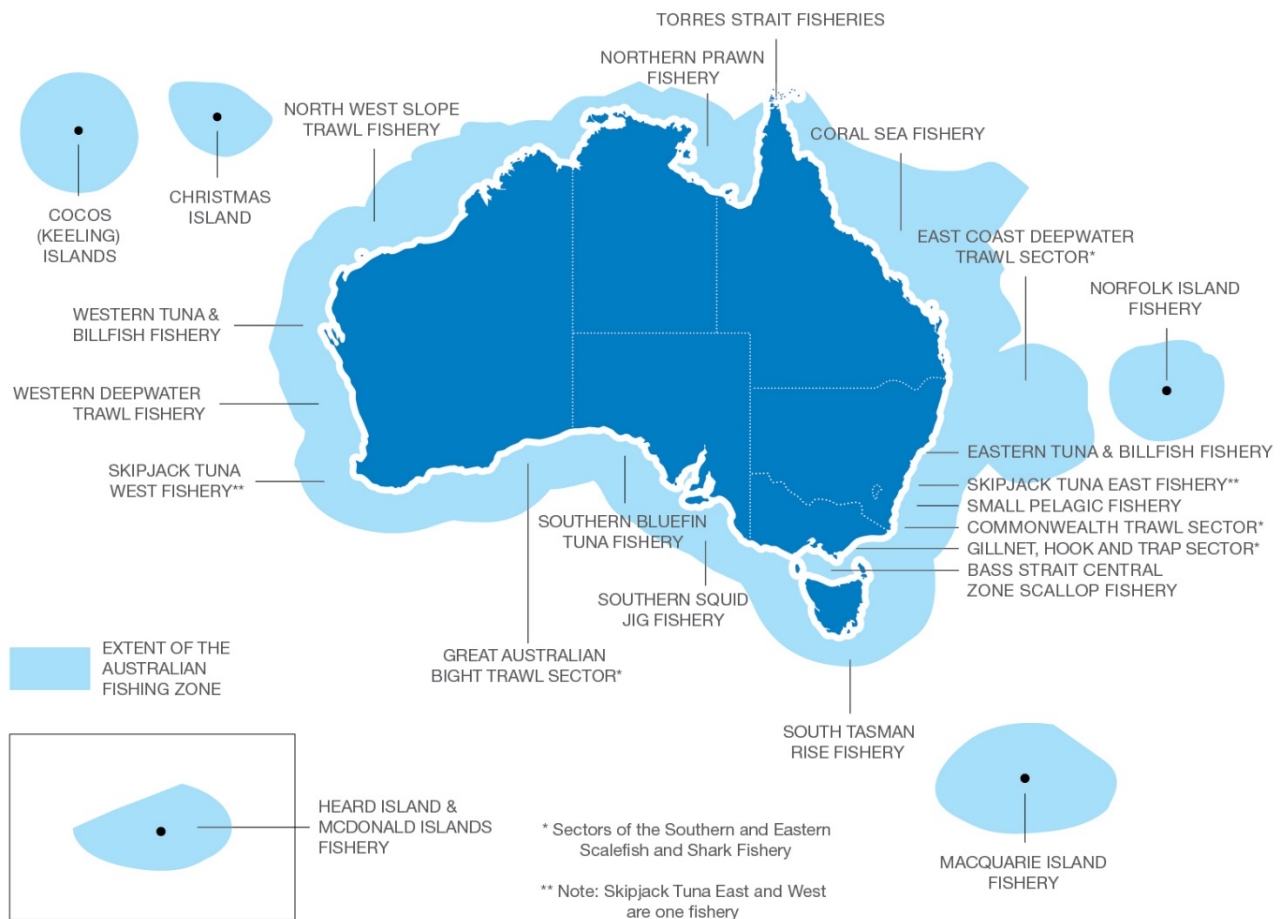 TORRES STRAIT FISHERIES
NORTHERN PRAWN
FISHERY
NORTH WEST SLOPE
TRAWL FISHERY
CORAL SEA FISHERY
CHRISTMAS
ISLAND
COCOS
(KEELING)
ISLANDS
EAST COAST DEEPWATER
TRAWL SECTOR*
NORFOLK ISLAND
FISHERY
WESTERN TUNA &
BILLFISH FISHERY
WESTERN DEEPWATER
TRAWL FISHERY
SKIPJACK TUNA
WEST FISHERY**
EASTERN TUNA & BILLFISH FISHERY
SKIPJACK TUNA EAST FISHERY**
SMALL PELAGIC FISHERY
COMMONWEALTH TRAWL SECTOR*
GILLNET, HOOK AND TRAP SECTOR*
BASS STRAIT CENTRAL
ZONE SCALLOP FISHERY
SOUTHERN BLUEFIN
TUNA FISHERY
SOUTHERN SQUID
JIG FISHERY
GREAT AUSTRALIAN
BIGHT TRAWL SECTOR*
EXTENT OF THE
AUSTRALIAN
FISHING ZONE
SOUTH TASMAN
RISE FISHERY
HEARD ISLAND &
MCDONALD ISLANDS
FISHERY
* Sectors of the Southern and Eastern
Scalefish and Shark Fishery
** Note: Skipjack Tuna East and West
are one fishery
MACQUARIE ISLAND
FISHERY